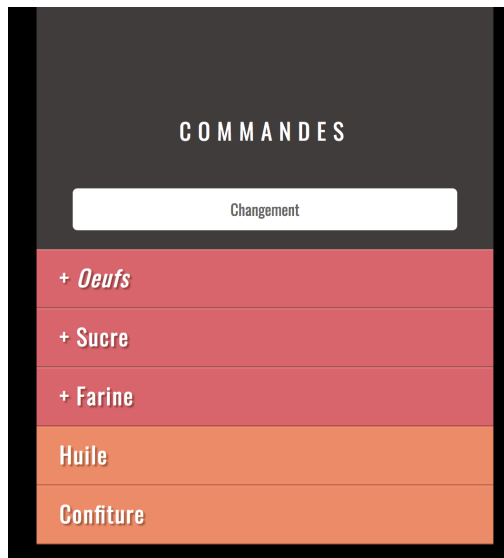 COMMANDES
Changement
+ Oeufs
+ Sucre
+ Farine
Huile
Confiture